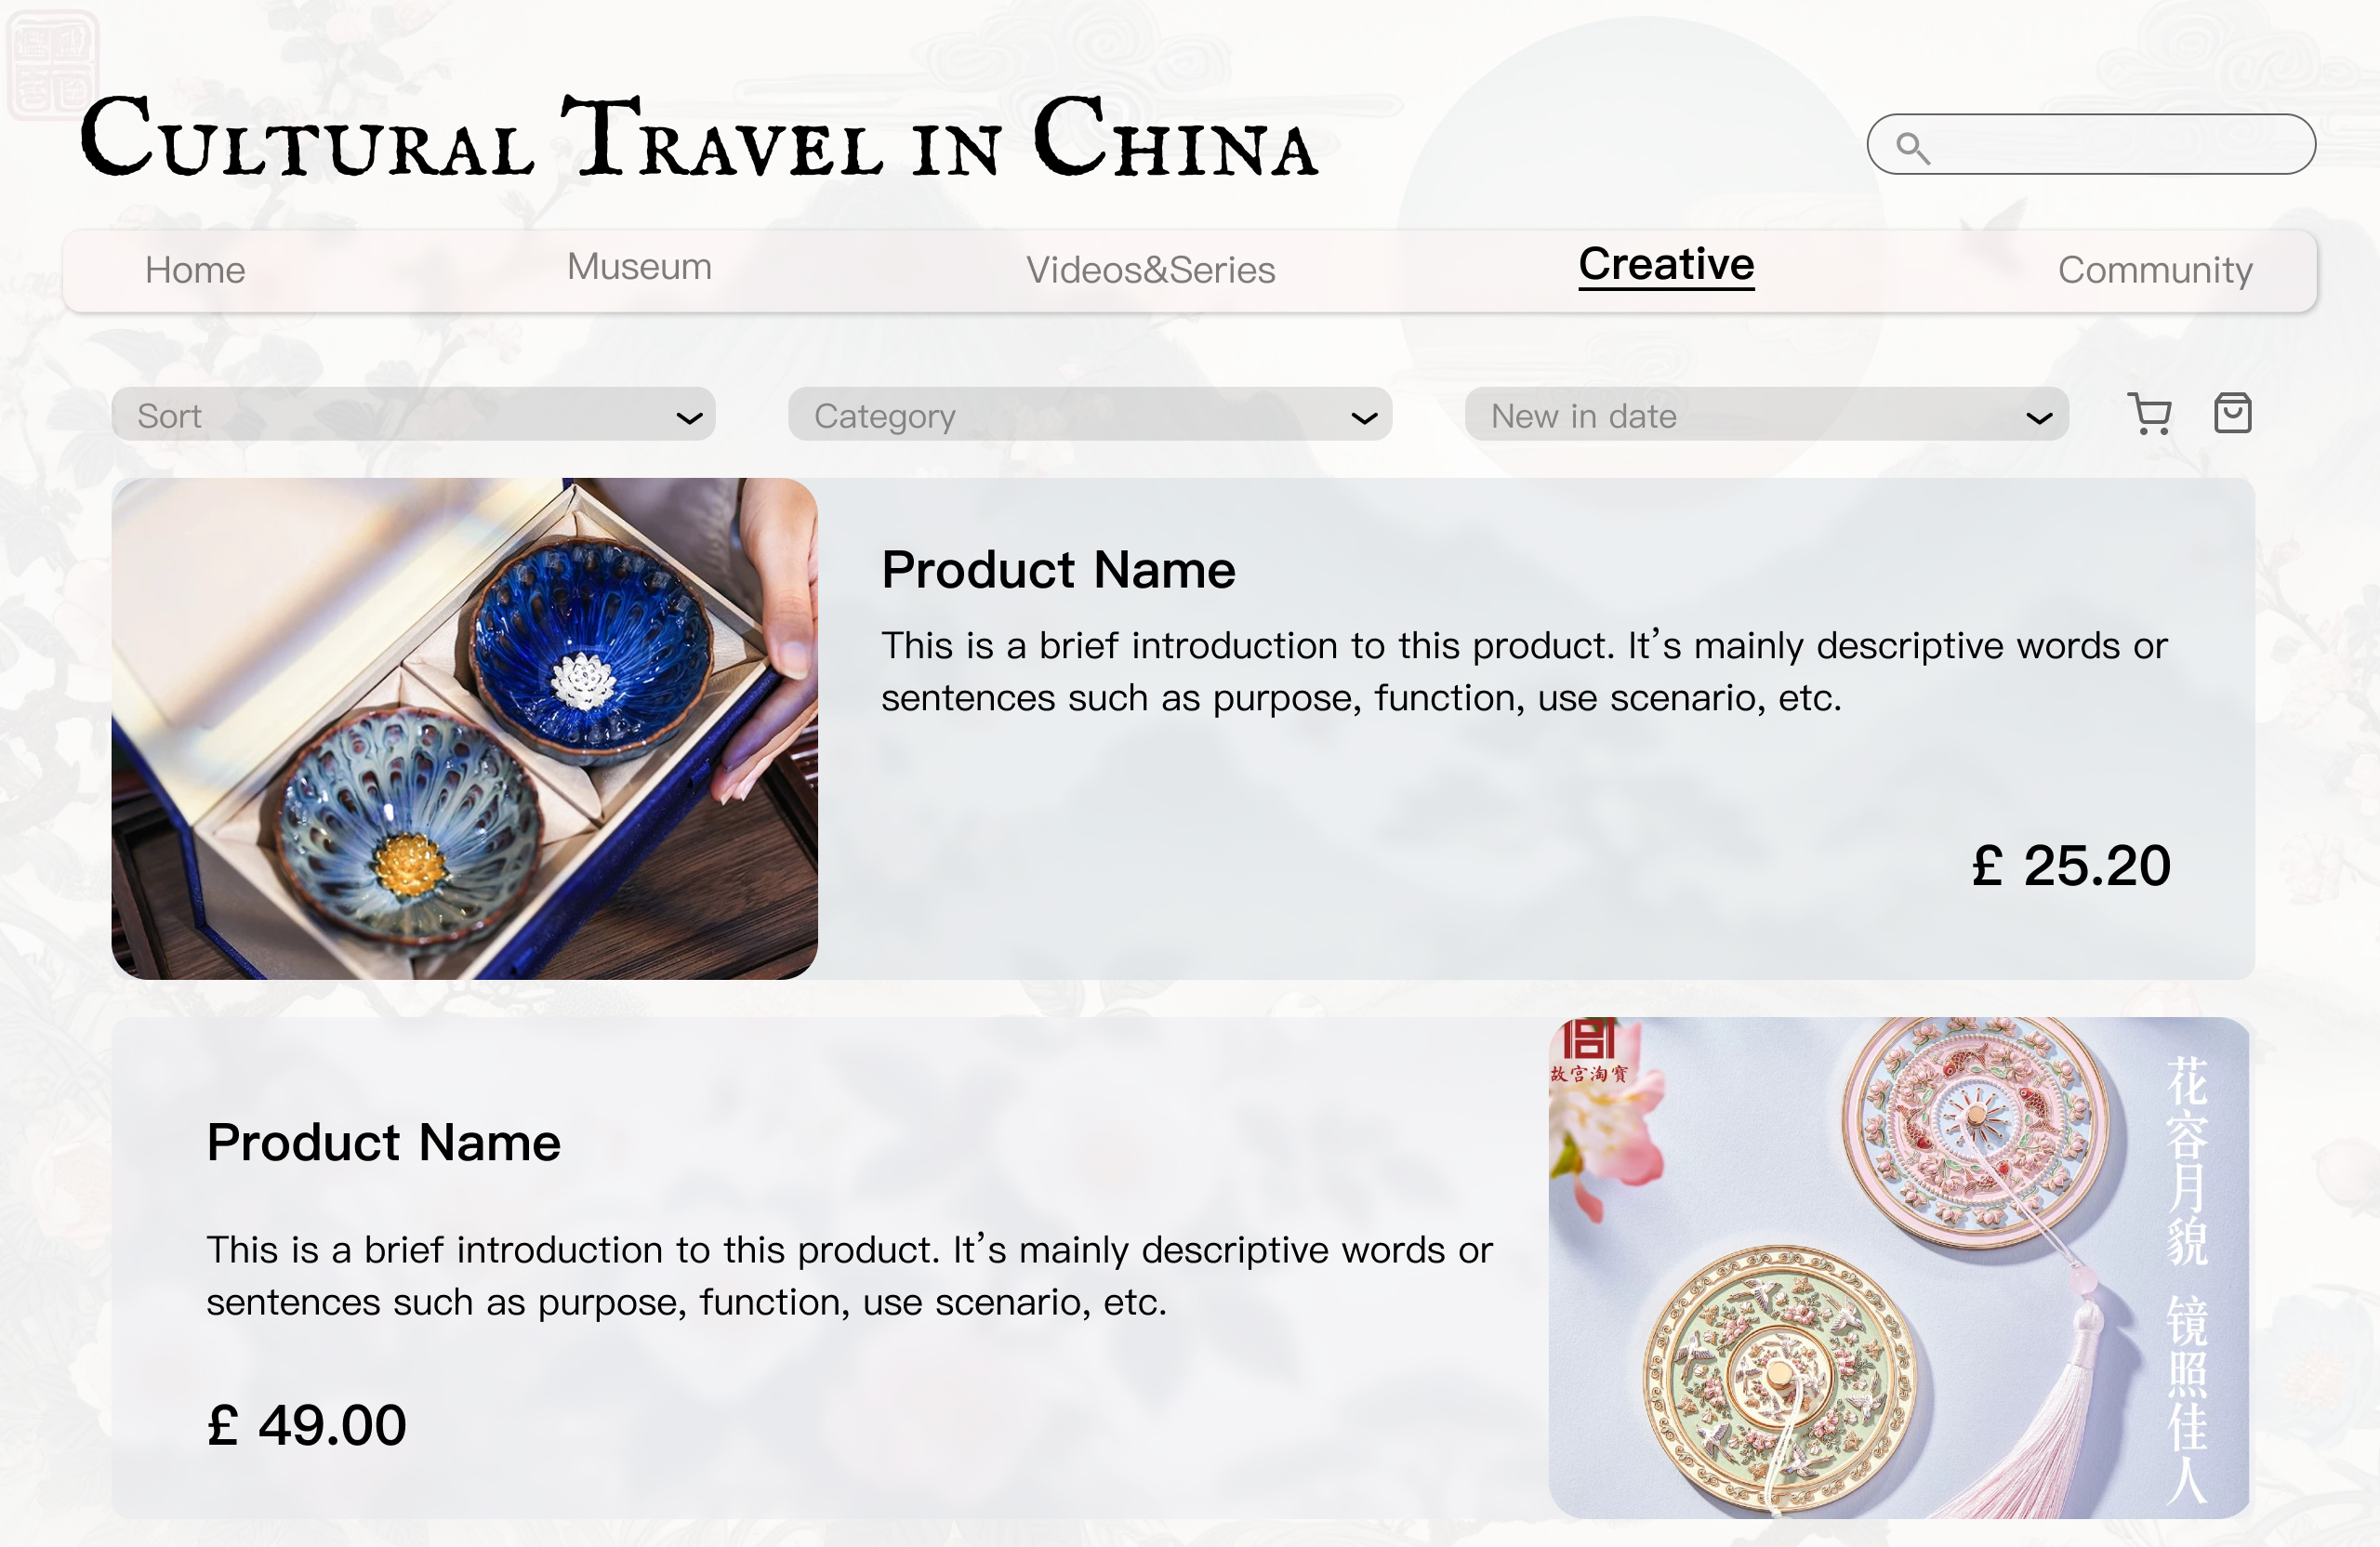 Cultural Travel in China
Home
Museum
Videos&Series
Creative
Community
Sort
Category
New in date
Product Name
This is a brief introduction to this product. It’s mainly descriptive words or
sentences such as purpose, function, use scenario, etc.
£ 25.20
Product Name
This is a brief introduction to this product. It’s mainly descriptive words or
sentences such as purpose, function, use scenario, etc.
£ 49.00
故宫淘寶
花容月貌 镜照佳人